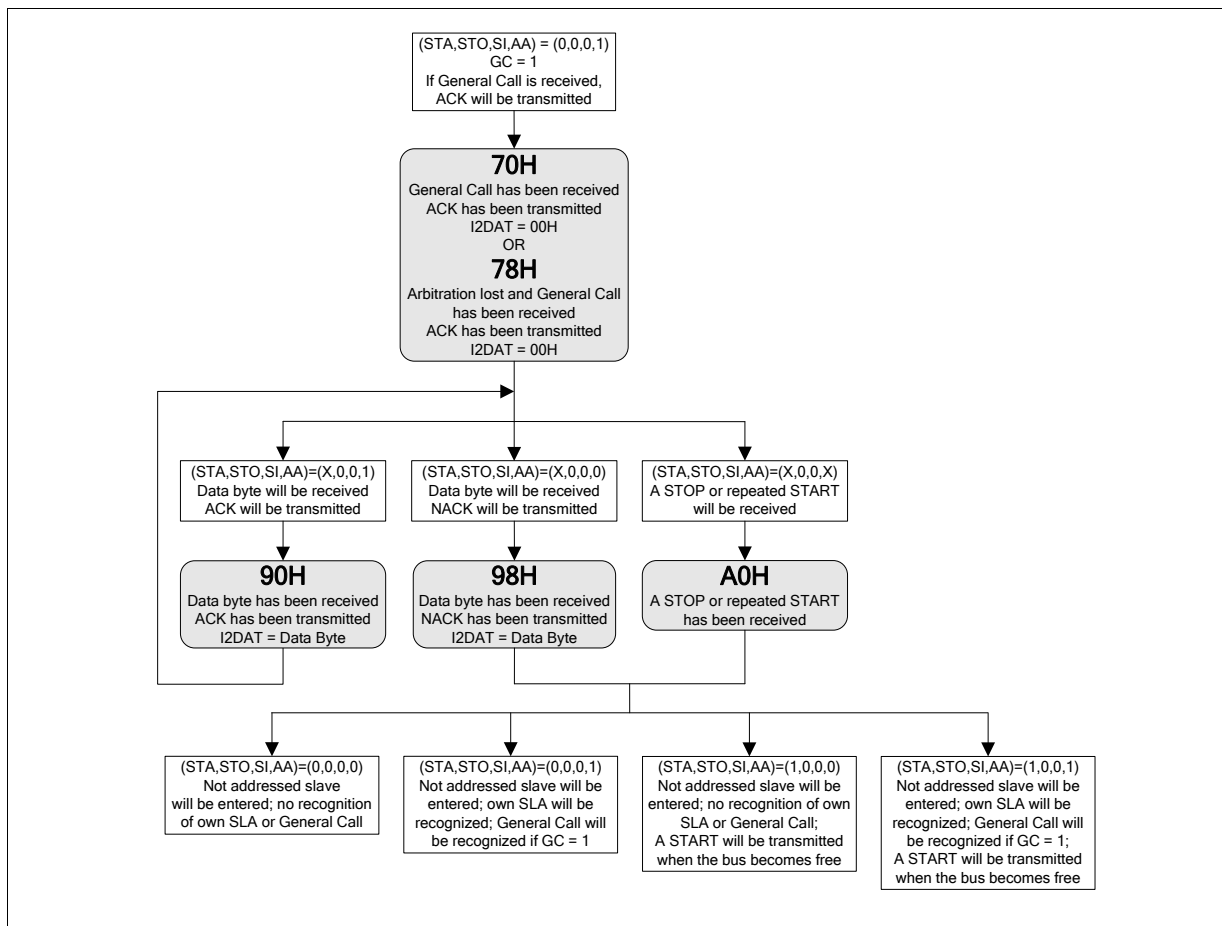 (STA,STO,SI,AA) = (0,0,0,1)
GC = 1
If General Call is received,
ACK will be transmitted
70H
General Call has been received
ACK has been transmitted
I2DAT = 00H
OR
78H
Arbitration lost and General Call
has been received
ACK has been transmitted
I2DAT = 00H
(STA,STO,SI,AA)=(X,0,0,1)
Data byte will be received
ACK will be transmitted
(STA,STO,SI,AA)=(X,0,0,0)
Data byte will be received
NACK will be transmitted
(STA,STO,SI,AA)=(X,0,0,X)
A STOP or repeated START
will be received
90H
Data byte has been received
ACK has been transmitted
I2DAT = Data Byte
98H
Data byte has been received
NACK has been transmitted
I2DAT = Data Byte
A0H
A STOP or repeated START
has been received
(STA,STO,SI,AA)=(0,0,0,0)
Not addressed slave
will be entered; no recognition
of own SLA or General Call
(STA,STO,SI,AA)=(0,0,0,1)
Not addressed slave will be
entered; own SLA will be
recognized; General Call will
be recognized if GC = 1
(STA,STO,SI,AA)=(1,0,0,0)
Not addressed slave will be
entered; no recognition of own
SLA or General Call;
A START will be transmitted
when the bus becomes free
(STA,STO,SI,AA)=(1,0,0,1)
Not addressed slave will be
entered; own SLA will be
recognized; General Call will
be recognized if GC = 1;
A START will be transmitted
when the bus becomes free